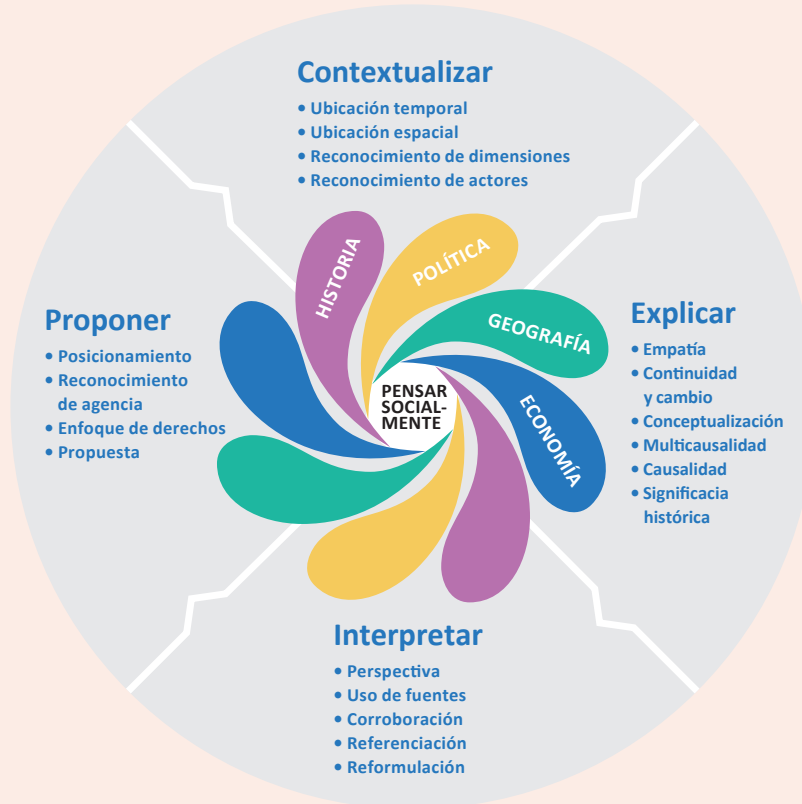 Contextualizar
• Ubicación temporal
• Ubicación espacial
• Reconocimiento de dimensiones
• Reconocimiento de actores
HISTORIA
POLÍTICA
GEOGRAFÍA
ECONOMÍA
PENSAR
SOCIAL-
MENTE
Proponer
• Posicionamiento
• Reconocimiento
de agencia
• Enfoque de derechos
• Propuesta
Explicar
• Empatía
• Continuidad
y cambio
• Conceptualización
• Multicausalidad
• Causalidad
• Significacia
histórica
Interpretar
• Perspectiva
• Uso de fuentes
• Corroboración
• Referenciación
• Reformulación